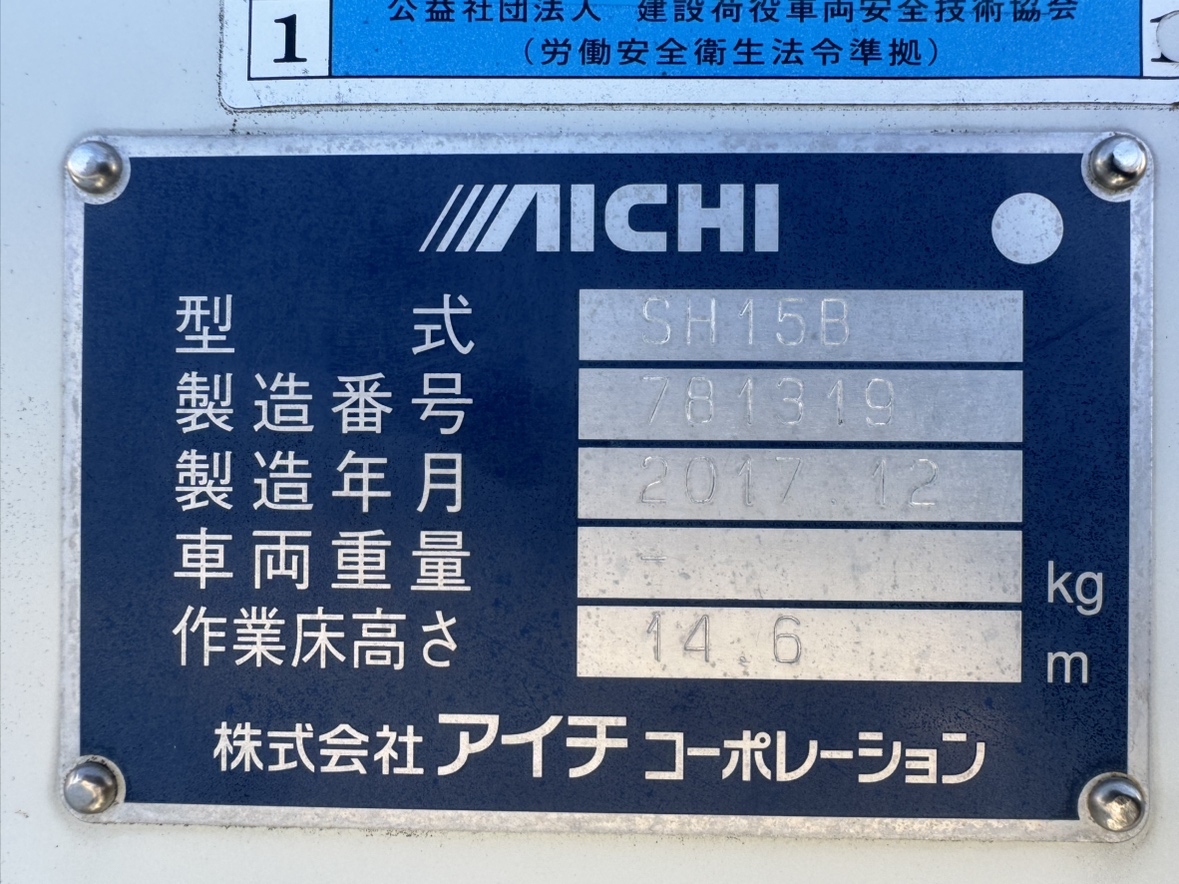 公益社団法人　建設荷役車両安全技術協会
1
（労働安全衛生法令準拠）
AICHI
型式 SH15B
製造番号 781319
製造年月 2017.12
車両重量 - kg
作業床高さ 14.6 m
株式会社アイチコーポレーション